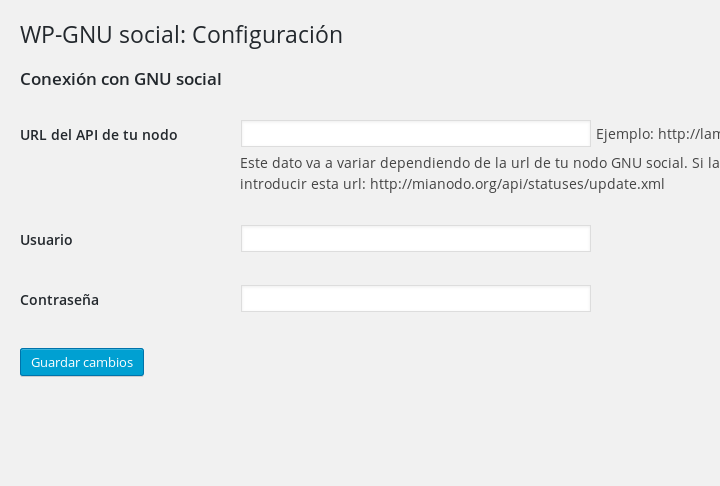 WP-GNU social: Configuración
Conexión con GNU social
URL del API de tu nodo
Ejemplo: http://lam
Este dato va a variar dependiendo de la url de tu nodo GNU social. Si la
introducir esta url: http://mianodo.org/api/statuses/update.xml
Usuario
Contraseña
Guardar cambios